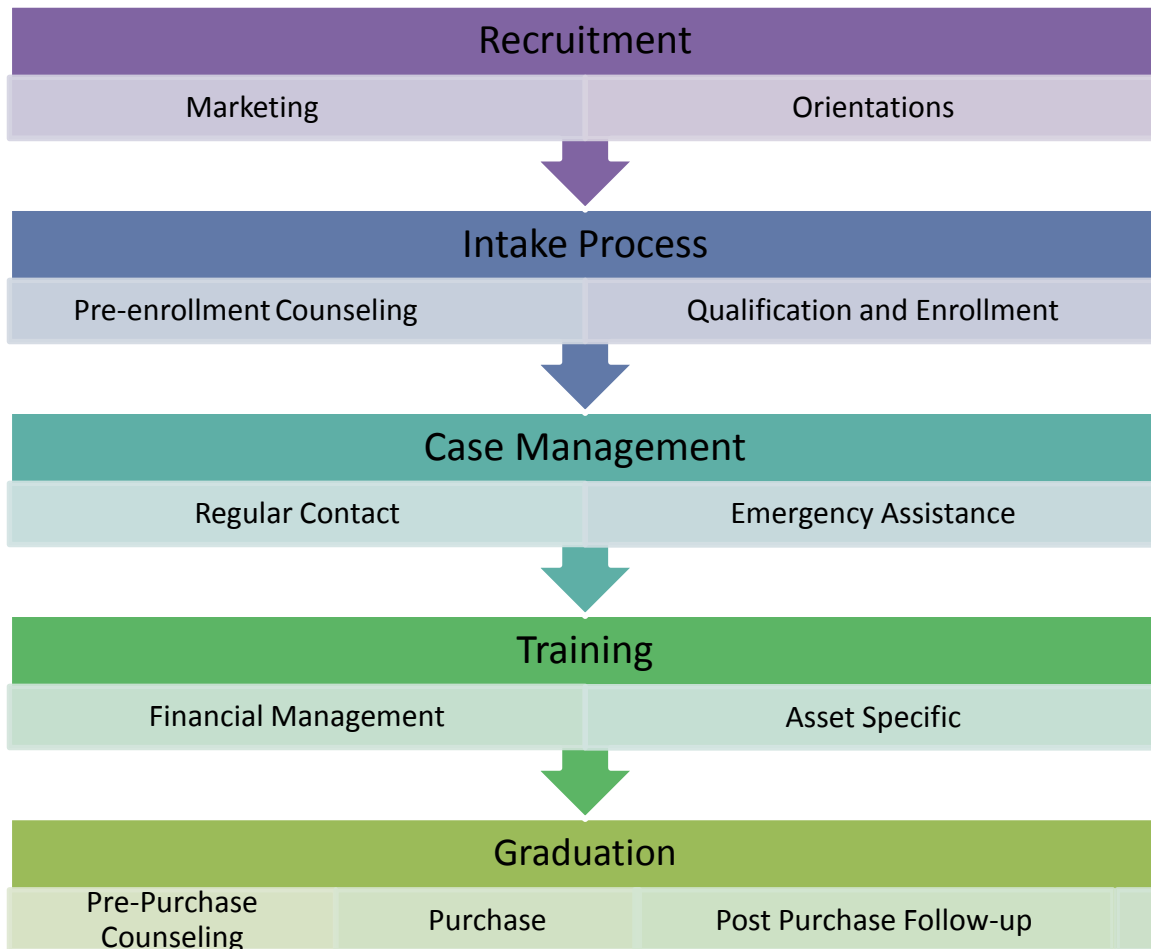 Recruitment
Marketing
Orientations
Intake Process
Pre-enrollment Counseling
Qualification and Enrollment
Case Management
Regular Contact
Emergency Assistance
Training
Financial Management
Asset Specific
Graduation
Pre-Purchase
Counseling
Purchase
Post Purchase Follow-up